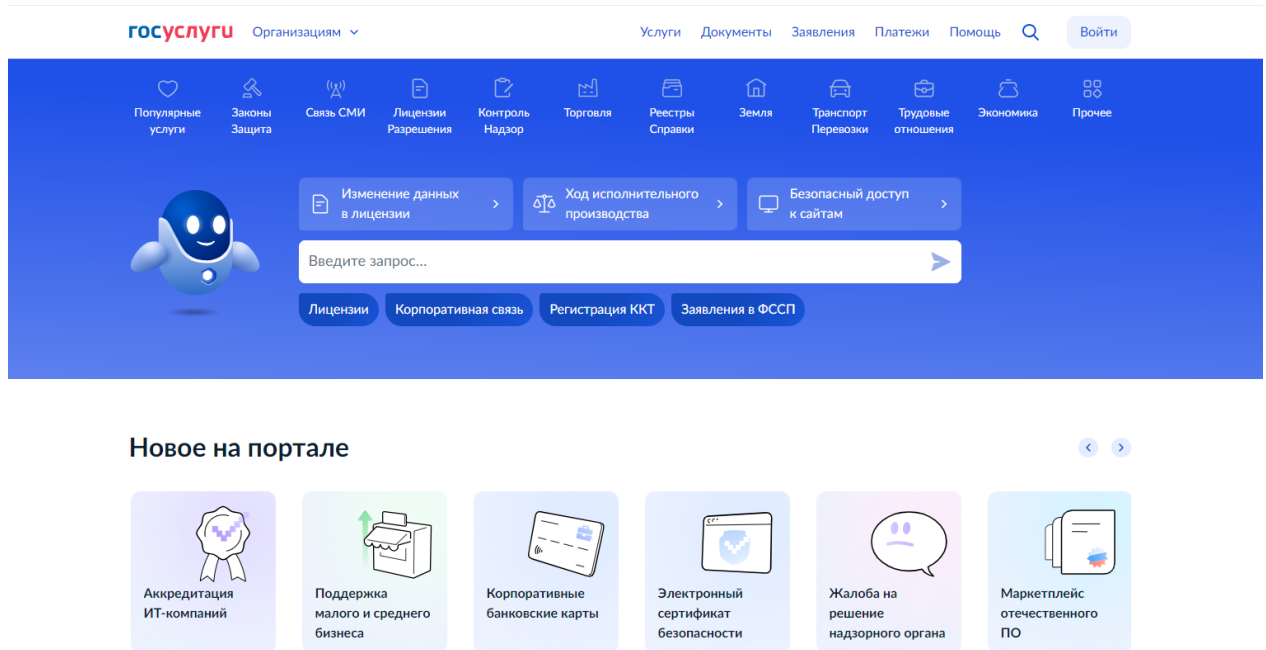 госуслуги Организациям Услуги Документы Заявления Платежи Помощь Войти
Популярные услуги
Законы Защита
Связь СМИ
Лицензии Разрешения
Контроль Надзор
Торговля
Реестры Справки
Земля
Транспорт Перевозки
Трудовые отношения
Экономика
Прочее
Изменение данных
в лицензии
Ход исполнительного
производства
Безопасный доступ
к сайтам
Введите запрос...
Лицензии Корпоративная связь Регистрация ККТ Заявления в ФССП
Новое на портале
Аккредитация
ИТ-компаний
Поддержка
малого и среднего
бизнеса
Корпоративные
банковские карты
Электронный
сертификат
безопасности
Жалоба на
решение
надзорного органа
Маркетплейс
отечественного
ПО